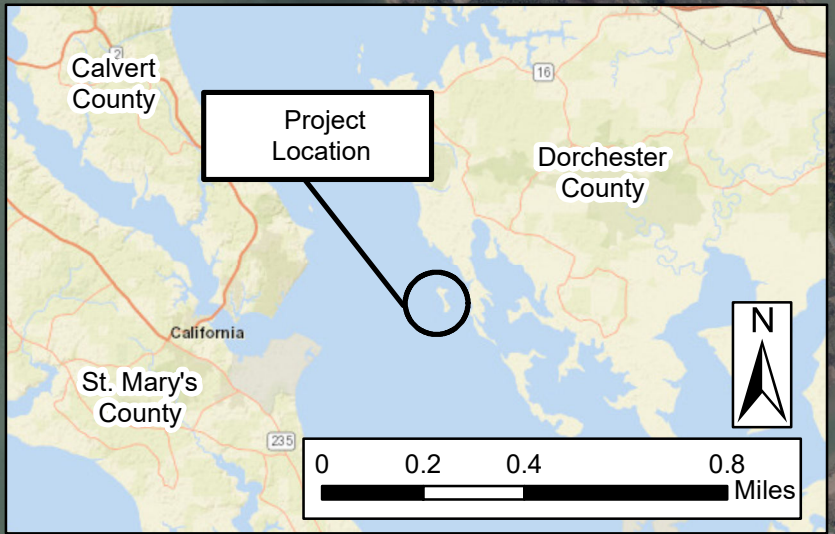 2
Calvert
County
16
Project
Location
Dorchester
County
California
N
St. Mary's
County
235
0 0.2 0.4 0.8
Miles